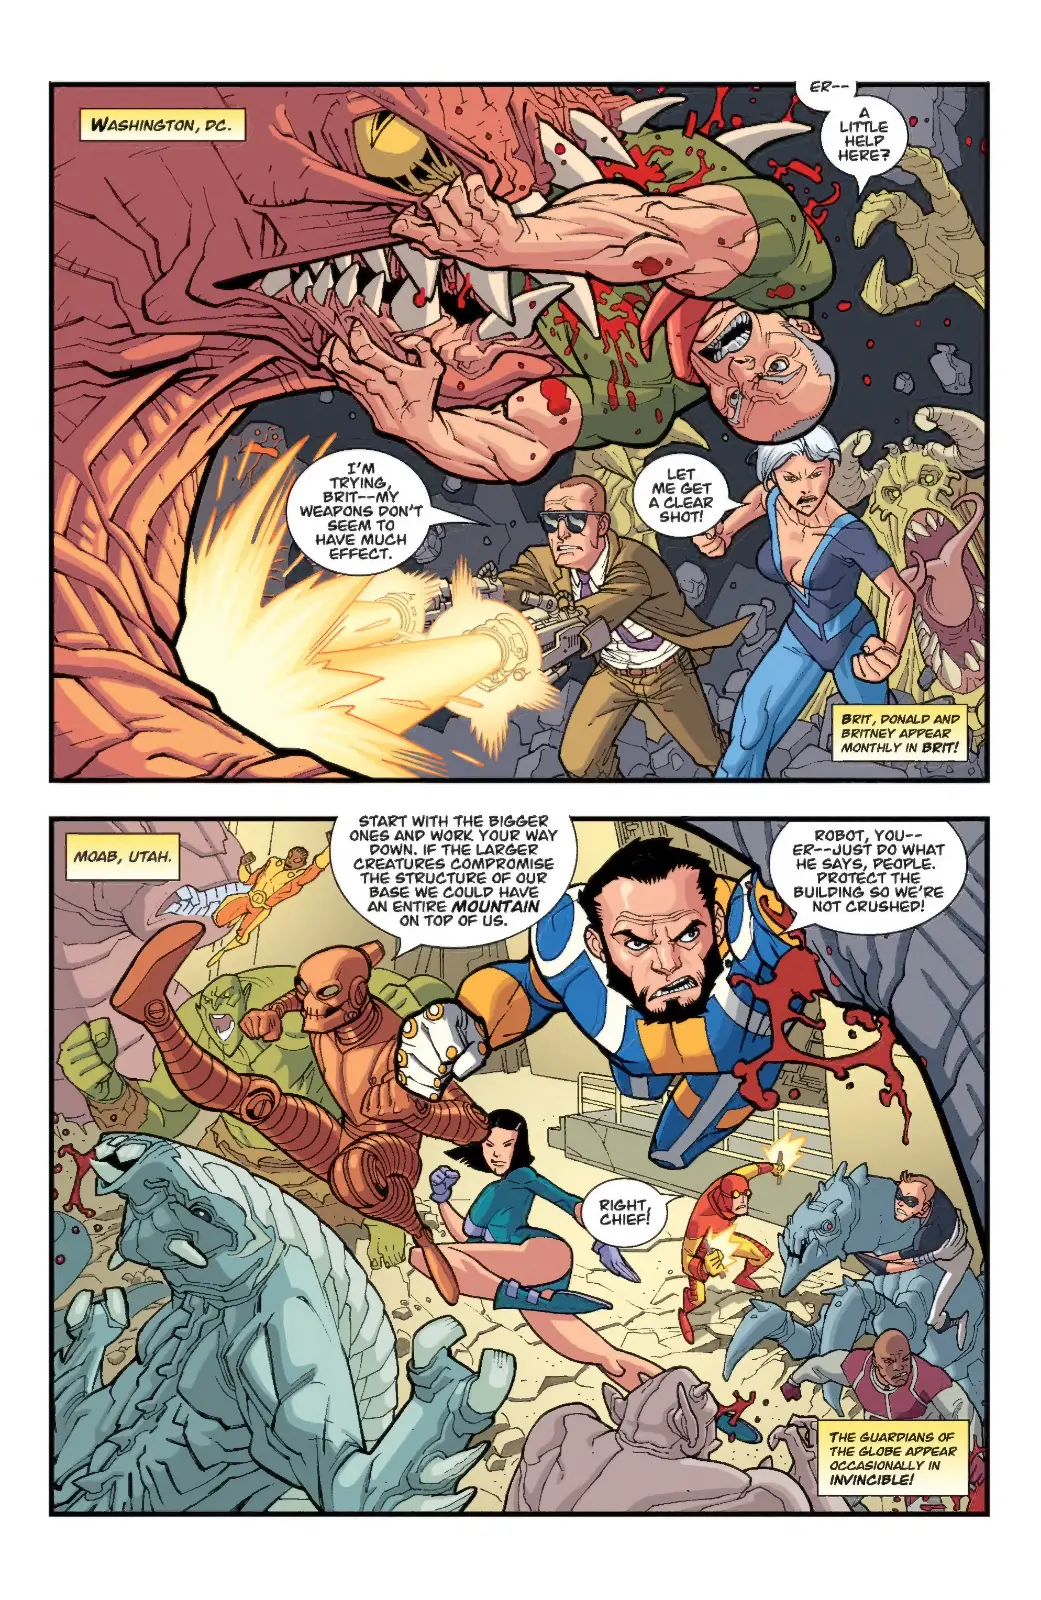 WASHINGTON, DC.
ER--
A
LITTLE
HELP
HERE?
I'M
TRYING,
BRIT--MY
WEAPONS DON'T
SEEM TO
HAVE MUCH
EFFECT.
LET
ME GET
A CLEAR
SHOT!
BRIT, DONALD AND
BRITNEY APPEAR
MONTHLY IN BRIT!
MOAB, UTAH.
START WITH THE BIGGER
ONES AND WORK YOUR WAY
DOWN. IF THE LARGER
CREATURES COMPROMISE
THE STRUCTURE OF OUR
BASE WE COULD HAVE
AN ENTIRE MOUNTAIN
ON TOP OF US.
ROBOT, YOU--
ER--JUST DO WHAT
HE SAYS, PEOPLE.
PROTECT THE
BUILDING SO WE'RE
NOT CRUSHED!
RIGHT,
CHIEF!
THE GUARDIANS OF
THE GLOBE APPEAR
OCCASIONALLY IN
INVINCIBLE!